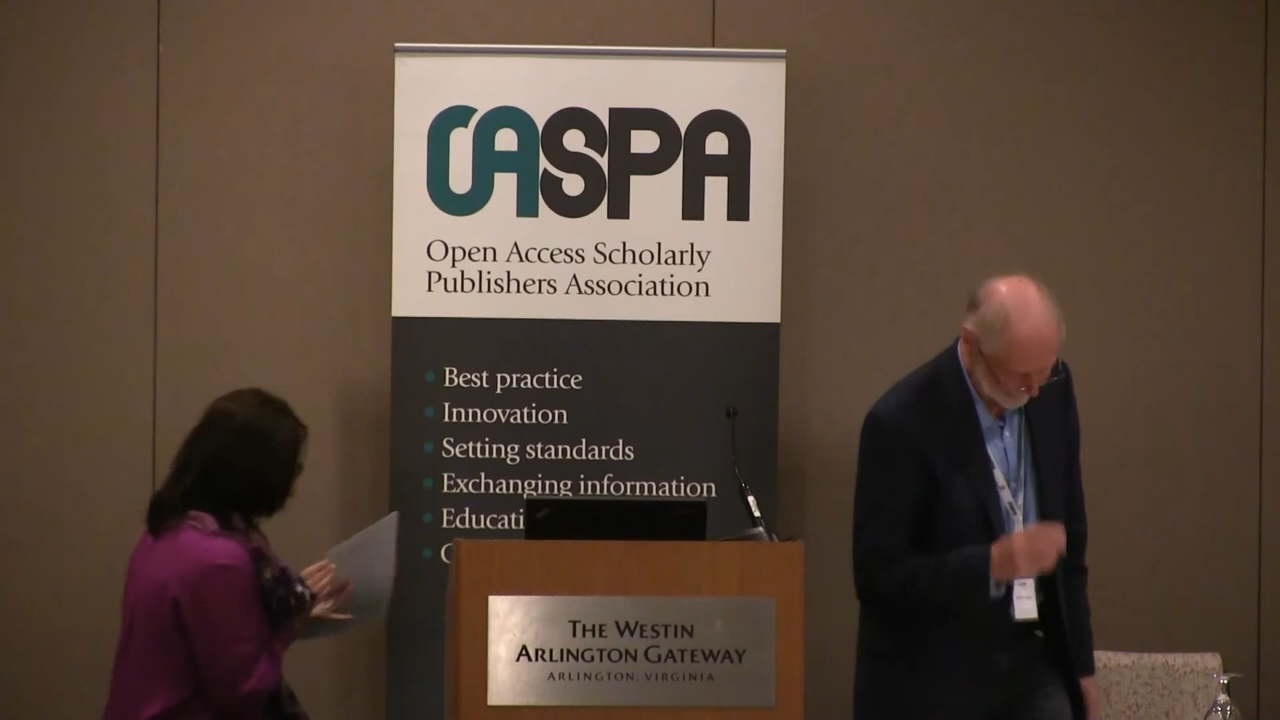 OASPA
Open Access Scholarly
Publishers Association
Best practice
Innovation
Setting standards
Exchanging information
THE WESTIN
ARLINGTON GATEWAY
ARLINGTON, VIRGINIA